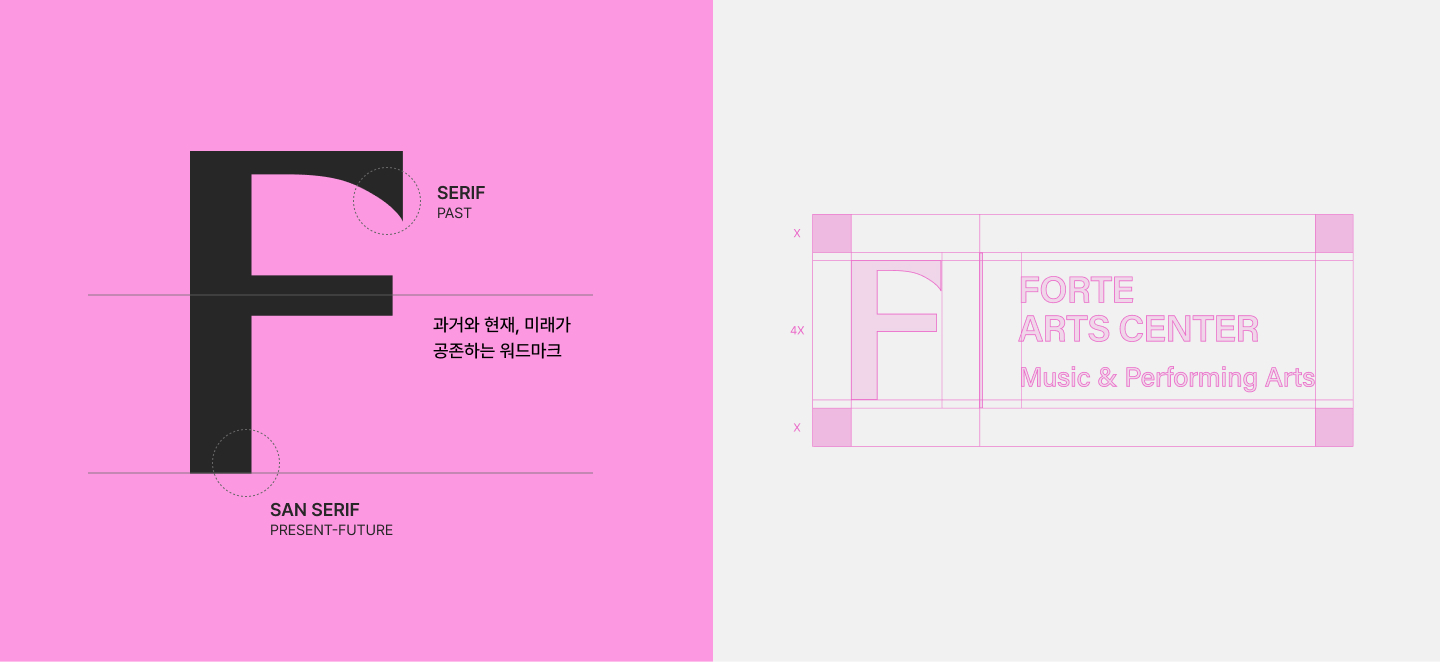 SERIF
PAST
과거와 현재, 미래가
공존하는 워드마크
SAN SERIF
PRESENT-FUTURE
X
4X
X
F
FORTE
ARTS CENTER
Music & Performing Arts